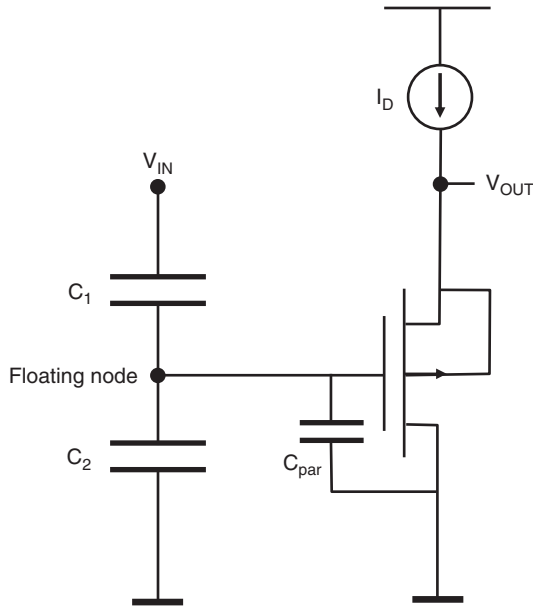 I_D
V_IN
V_OUT
C_1
Floating node
C_2
C_par